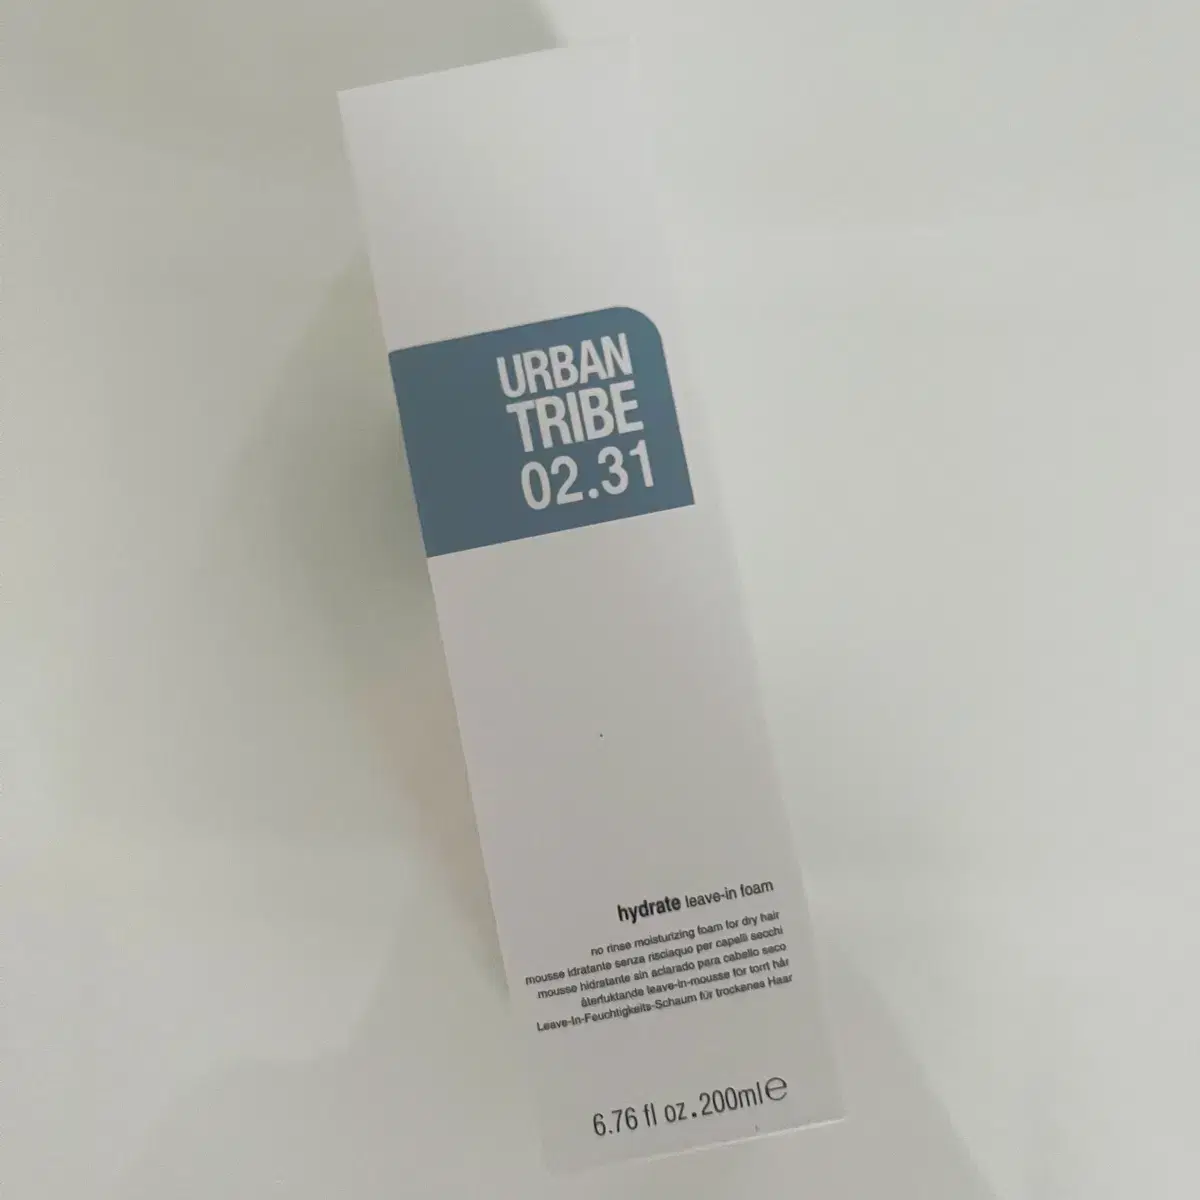 URBAN
TRIBE
02.31
hydrate leave-in foam
no rinse moisturizing foam for dry hair
mousse idratante senza risciaquo per capelli secchi
mousse hidratante sin aclarado para cabello seco
återfuktande leave-in-mousse för torrt hår
Leave-In-Feuchtigkeits-Schaum für trockenes Haar
6.76 fl oz. 200ml ℮